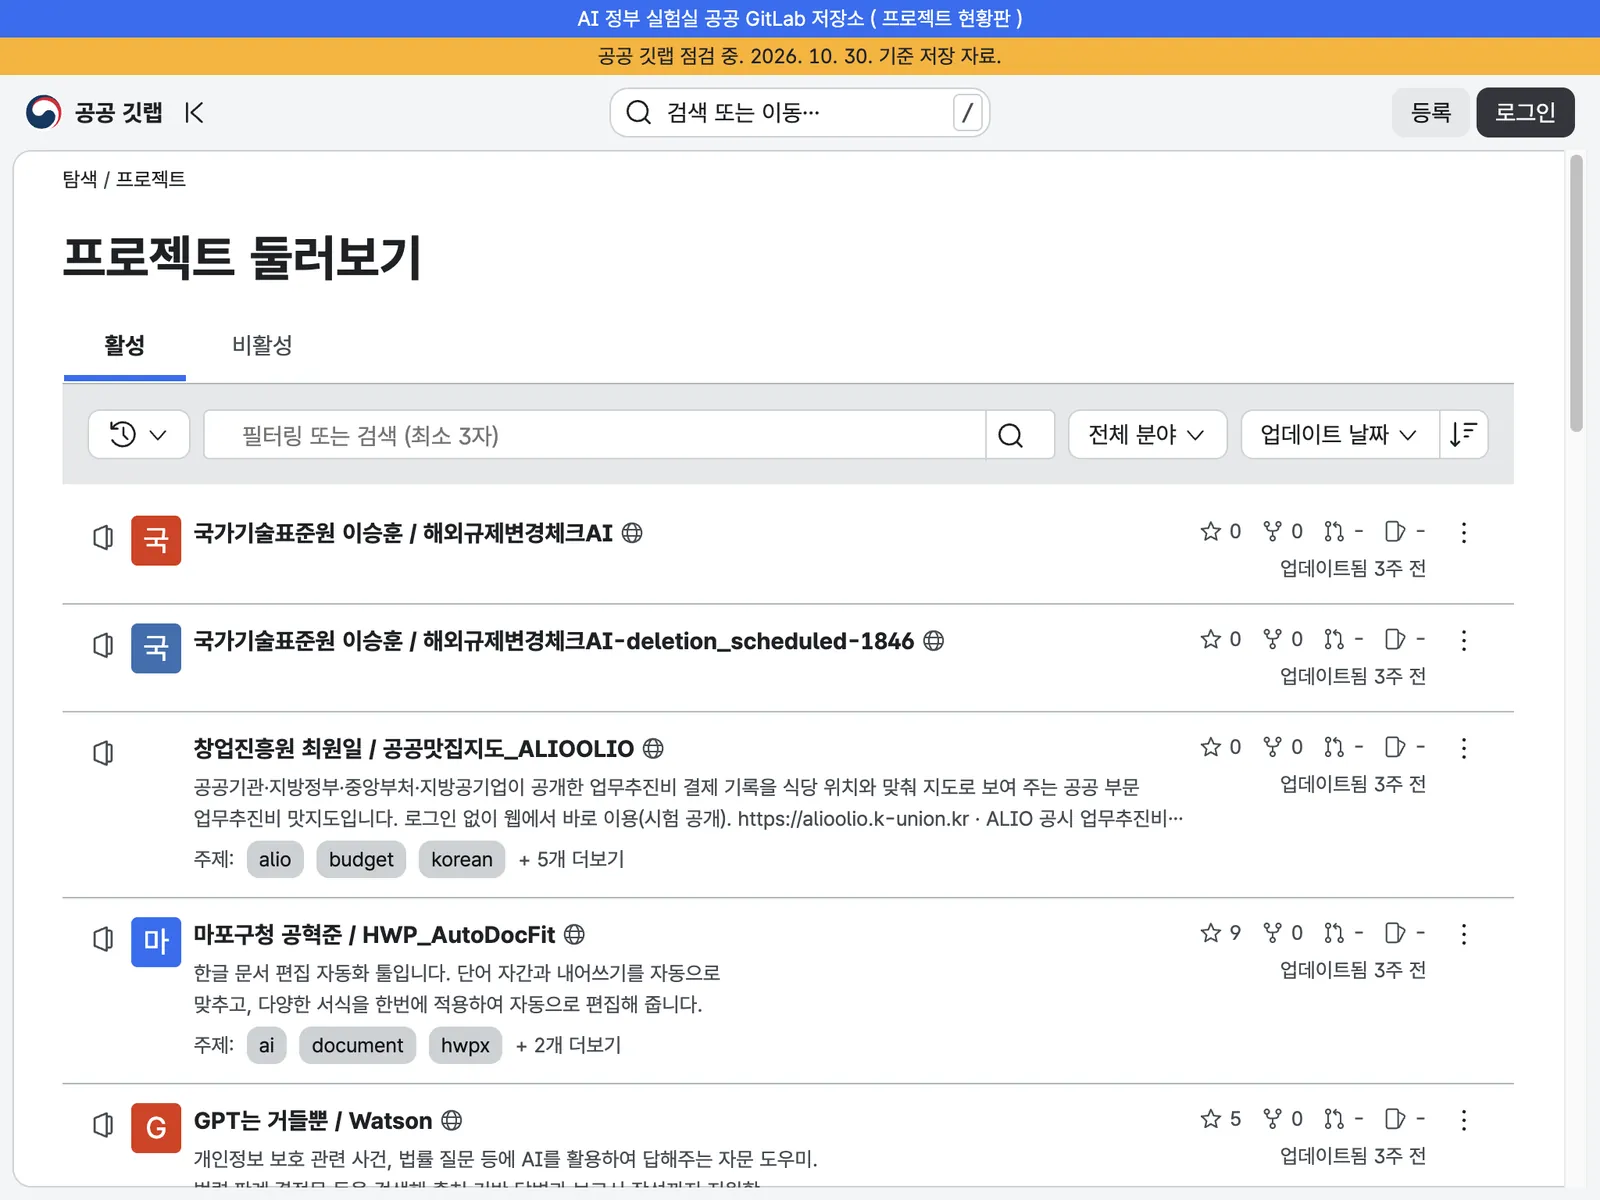 AI 정부 실험실 공공 GitLab 저장소 ( 프로젝트 현황판 )
공공 깃랩 점검 중. 2026. 10. 30. 기준 저장 자료.
공공 깃랩
검색 또는 이동···
/
등록
로그인
탐색 / 프로젝트
프로젝트 둘러보기
활성
비활성
필터링 또는 검색 (최소 3자)
전체 분야
업데이트 날짜
국
국가기술표준원 이승훈 / 해외규제변경체크AI
0 0 - -
업데이트됨 3주 전
국
국가기술표준원 이승훈 / 해외규제변경체크AI-deletion_scheduled-1846
0 0 - -
업데이트됨 3주 전
창업진흥원 최원일 / 공공맛집지도_ALIOOLIO
0 0 - -
업데이트됨 3주 전
공공기관·지방정부·중앙부처·지방공기업이 공개한 업무추진비 결제 기록을 식당 위치와 맞춰 지도로 보여 주는 공공 부문
업무추진비 맛지도입니다. 로그인 없이 웹에서 바로 이용(시험 공개). https://alioolio.k-union.kr · ALIO 공시 업무추진비···
주제: alio budget korean + 5개 더보기
마
마포구청 공혁준 / HWP_AutoDocFit
9 0 - -
업데이트됨 3주 전
한글 문서 편집 자동화 툴입니다. 단어 자간과 내어쓰기를 자동으로
맞추고, 다양한 서식을 한번에 적용하여 자동으로 편집해 줍니다.
주제: ai document hwpx + 2개 더보기
G
GPT는 거들뿐 / Watson
5 0 - -
업데이트됨 3주 전
개인정보 보호 관련 사건, 법률 질문 등에 AI를 활용하여 답해주는 자문 도우미.